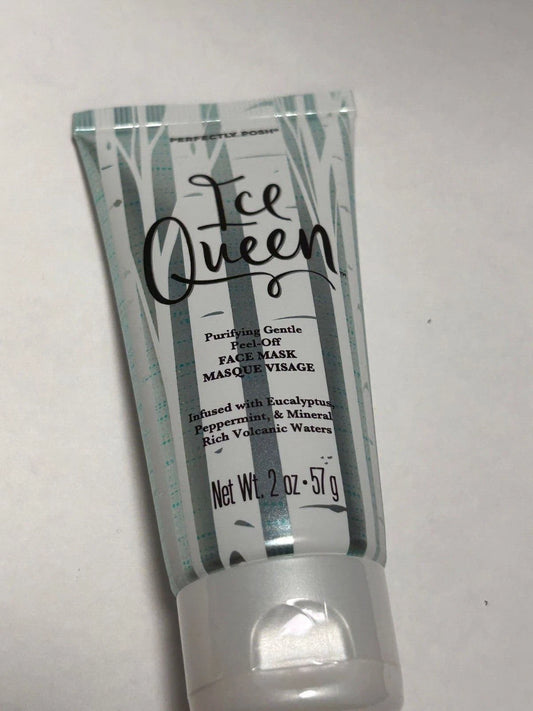 PERFECTLY POSH®
Ice
Queen
Purifying Gentle
Peel-Off
FACE MASK
MASQUE VISAGE
Infused with Eucalyptus,
Peppermint, & Mineral
Rich Volcanic Waters
Net Wt. 2 oz • 57 g